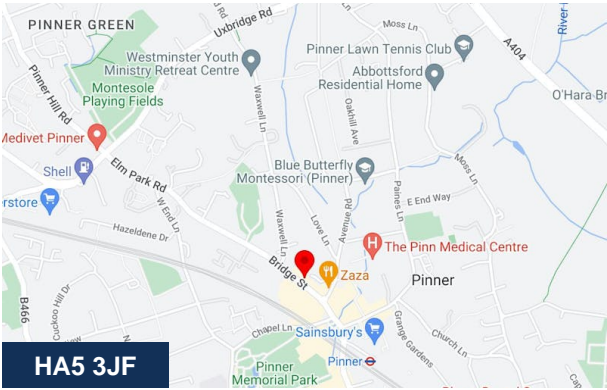 PINNER GREEN
Uxbridge Rd
Moss Ln
River
A404
Pinner Lawn Tennis Club
Westminster Youth
Ministry Retreat Centre
Abbottsford
Residential Home
Pinner Hill Rd
Montesole
Playing Fields
Waxwell Ln
Oakhill Ave
O'Hara Br
Medivet Pinner
Elm Park Rd
Shell
Blue Butterfly
Montessori (Pinner)
Moss Ln
Paines Ln
E End Way
erstore
W End Ln
Hazeldene Dr
Waxwell Ln
Love Ln
Avenue Rd
The Pinn Medical Centre
Bridge St
Zaza
Pinner
B466
Cuckoo Hill Dr
Chapel Ln
Sainsbury's
Grange Gardens
Church Ln
Pinner
Pinner
Memorial Park
HA5 3JF